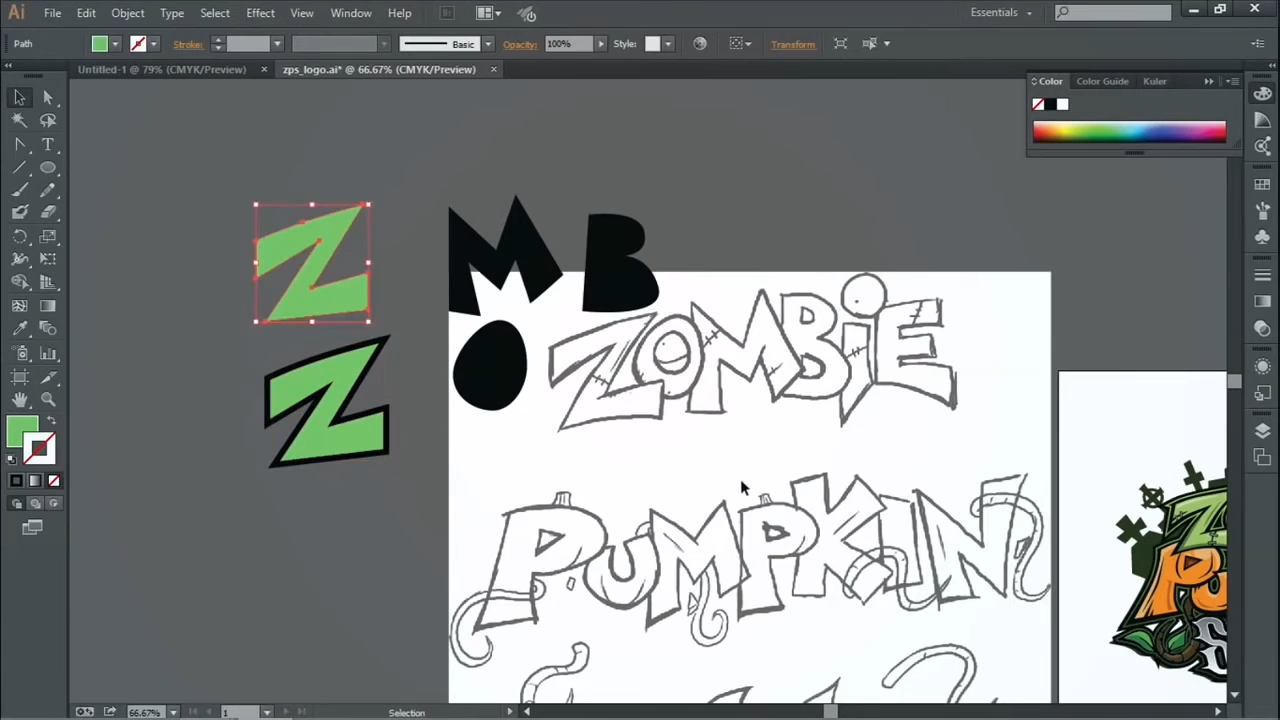 Ai File Edit Object Type Select Effect View Window Help Br Essentials
Path Stroke: Basic Opacity: 100% Style: Transform
Untitled-1 @ 79% (CMYK/Preview) × zps_logo.ai* @ 66.67% (CMYK/Preview) ×
Color Color Guide Kuler
Z M B
O ZOMBiE
Z
PUMPKIN
66.67% 1 Selection